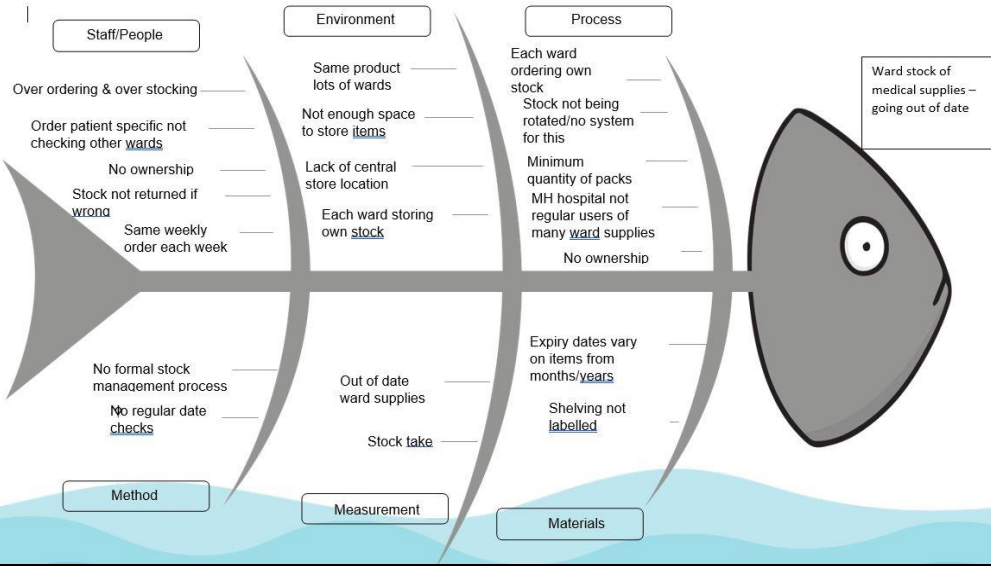 Staff/People
Over ordering & over stocking
Order patient specific not
checking other wards
No ownership
Stock not returned if
wrong
Same weekly
order each week
Environment
Same product
lots of wards
Not enough space
to store items
Lack of central
store location
Each ward storing
own stock
Process
Each ward
ordering own
stock
Stock not being
rotated/no system
for this
Minimum
quantity of packs
MH hospital not
regular users of
many ward supplies
No ownership
Ward stock of
medical supplies –
going out of date
No formal stock
management process
No regular date
checks
Method
Out of date
ward supplies
Stock take
Measurement
Expiry dates vary
on items from
months/years
Shelving not
labelled
Materials